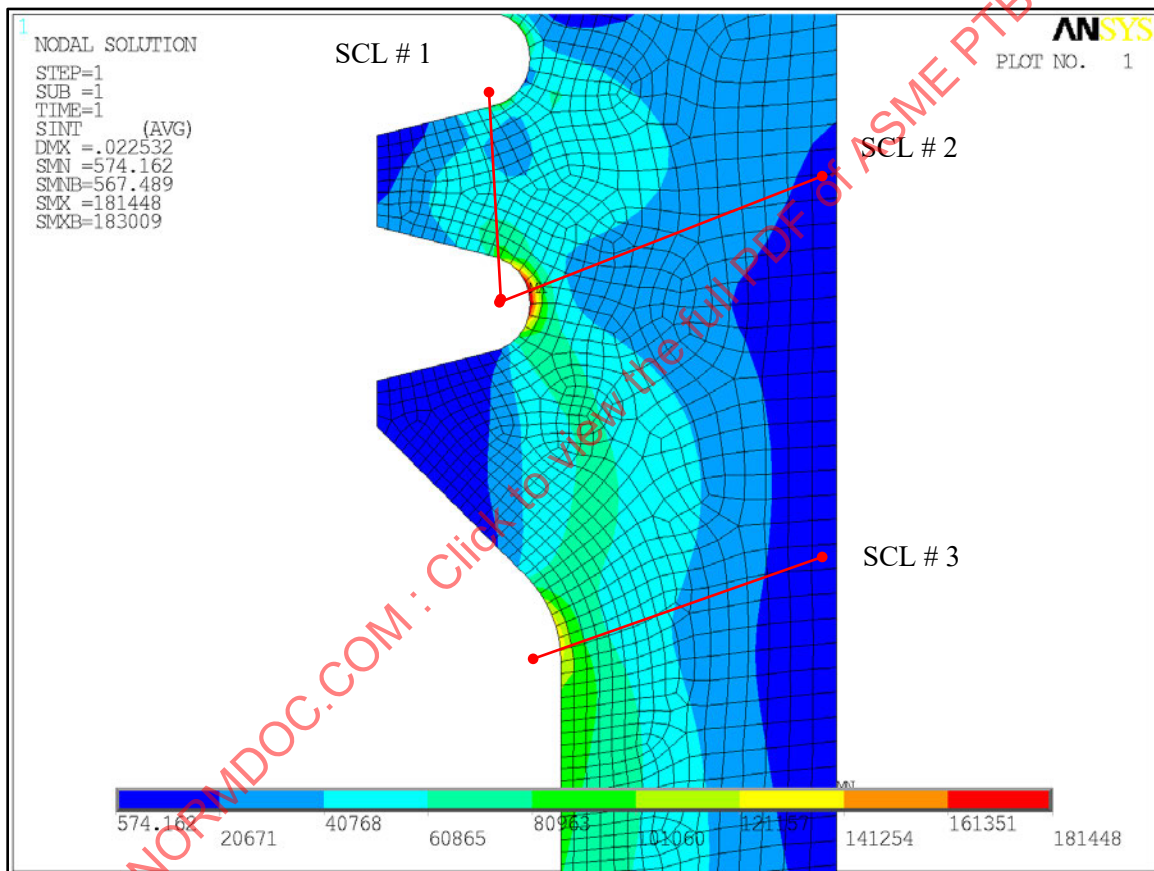 1
NODAL SOLUTION
STEP=1
SUB =1
TIME=1
SINT (AVG)
DMX =.022532
SMN =574.162
SMNB=567.489
SMX =181448
SMXB=183009
ANSYS
PLOT NO. 1
SCL # 1
SCL # 2
SCL # 3
MN
574.162
20671
40768
60865
80963
101060
121157
141254
161351
181448
NORMDOC.COM : Click to view the full PDF of ASME PTB